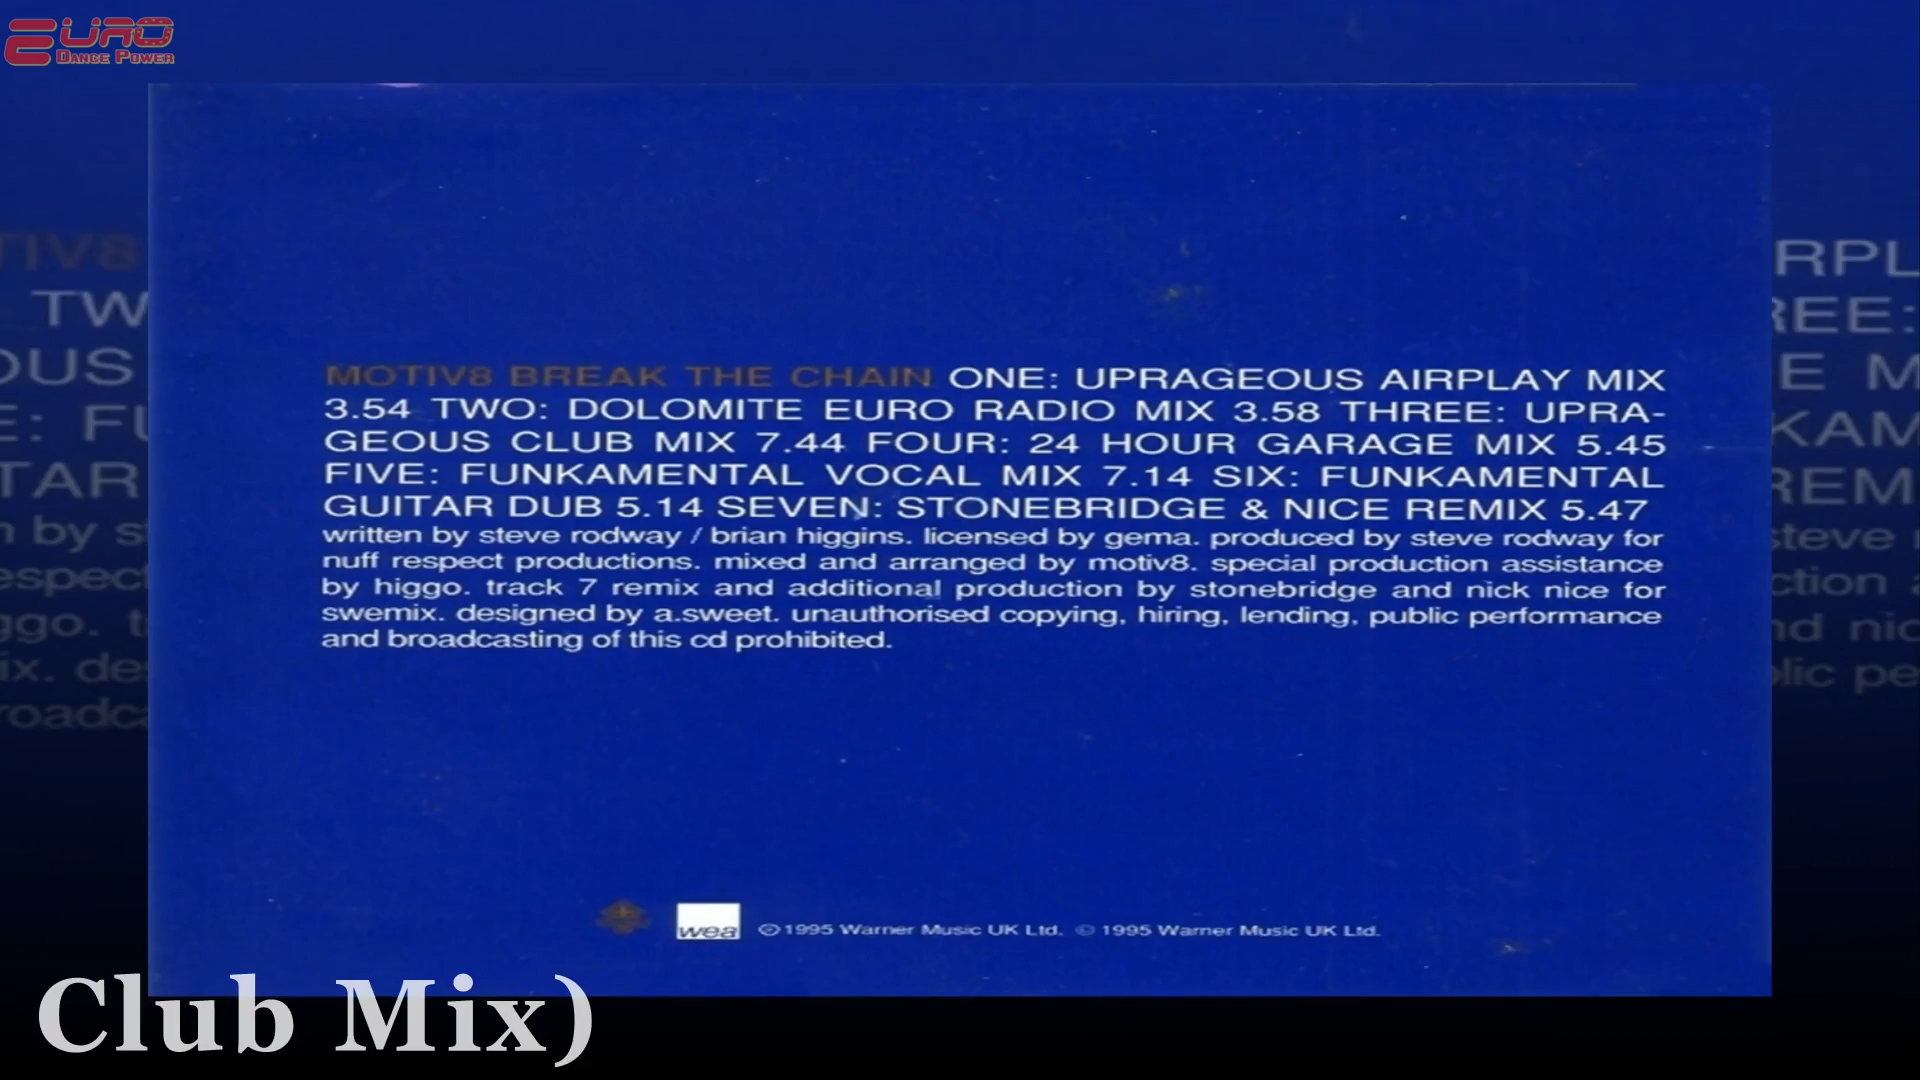 EURO
DANCE POWER
MOTIV8 BREAK THE CHAIN ONE: UPRAGEOUS AIRPLAY MIX
3.54 TWO: DOLOMITE EURO RADIO MIX 3.58 THREE: UPRA-
GEOUS CLUB MIX 7.44 FOUR: 24 HOUR GARAGE MIX 5.45
FIVE: FUNKAMENTAL VOCAL MIX 7.14 SIX: FUNKAMENTAL
GUITAR DUB 5.14 SEVEN: STONEBRIDGE & NICE REMIX 5.47
written by steve rodway / brian higgins. licensed by gema. produced by steve rodway for
nuff respect productions. mixed and arranged by motiv8. special production assistance
by higgo. track 7 remix and additional production by stonebridge and nick nice for
swemix. designed by a.sweet. unauthorised copying, hiring, lending, public performance
and broadcasting of this cd prohibited.
wea ℗ 1995 Warner Music UK Ltd. © 1995 Warner Music UK Ltd.
Club Mix)